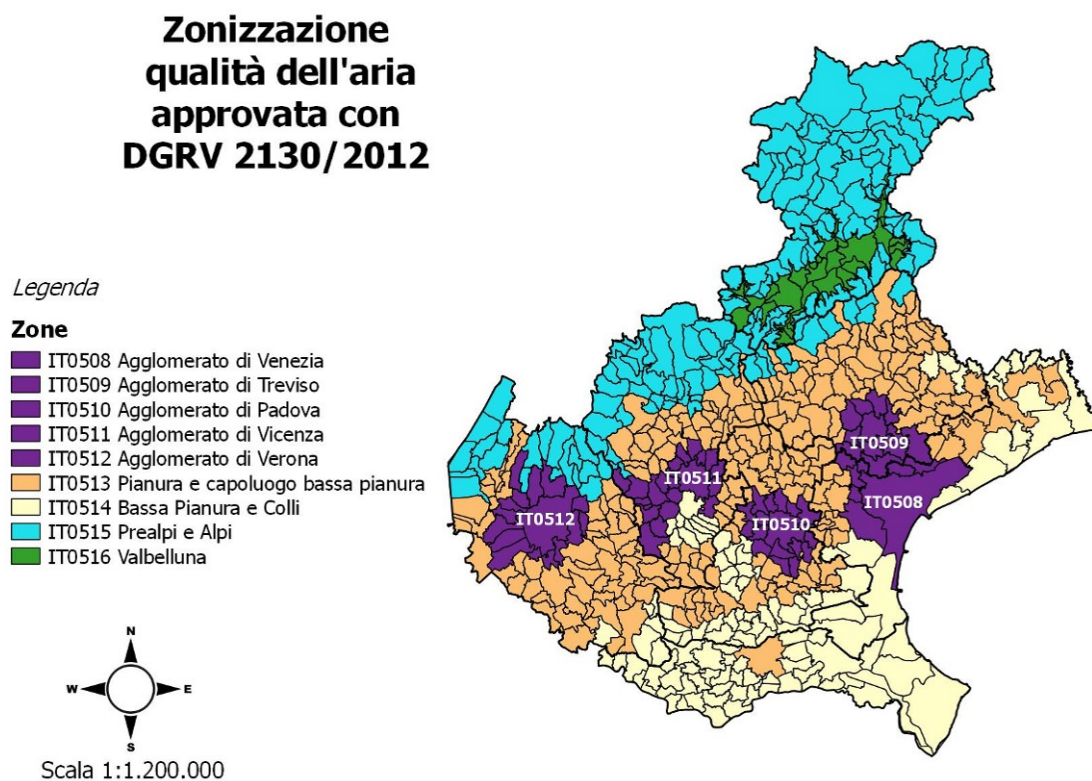 Zonizzazione
qualità dell'aria
approvata con
DGRV 2130/2012
Legenda
Zone
IT0508 Agglomerato di Venezia
IT0509 Agglomerato di Treviso
IT0510 Agglomerato di Padova
IT0511 Agglomerato di Vicenza
IT0512 Agglomerato di Verona
IT0513 Pianura e capoluogo bassa pianura
IT0514 Bassa Pianura e Colli
IT0515 Prealpi e Alpi
IT0516 Valbelluna
IT0509
IT0511
IT0508
IT0512
IT0510
N
W
E
S
Scala 1:1.200.000